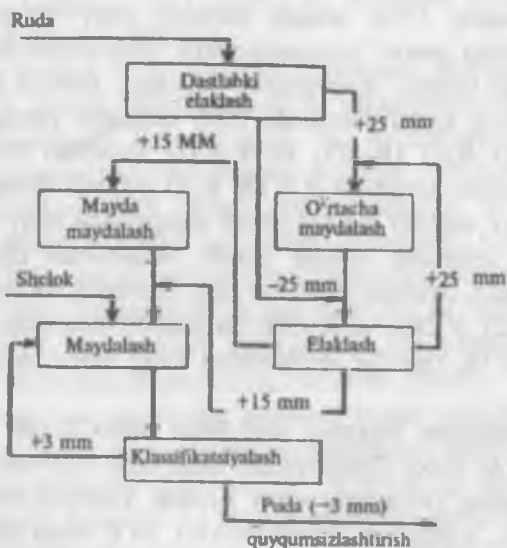 Ruda
Dastlabki
elaklash
+25 mm
+15 MM
Mayda
maydalash
O'rtacha
maydalash
Shelok
−25 mm
+25 mm
Maydalash
Elaklash
+15 mm
+3 mm
Klassifikatsiyalash
Puda (−3 mm)
quyqumsizlashtirish